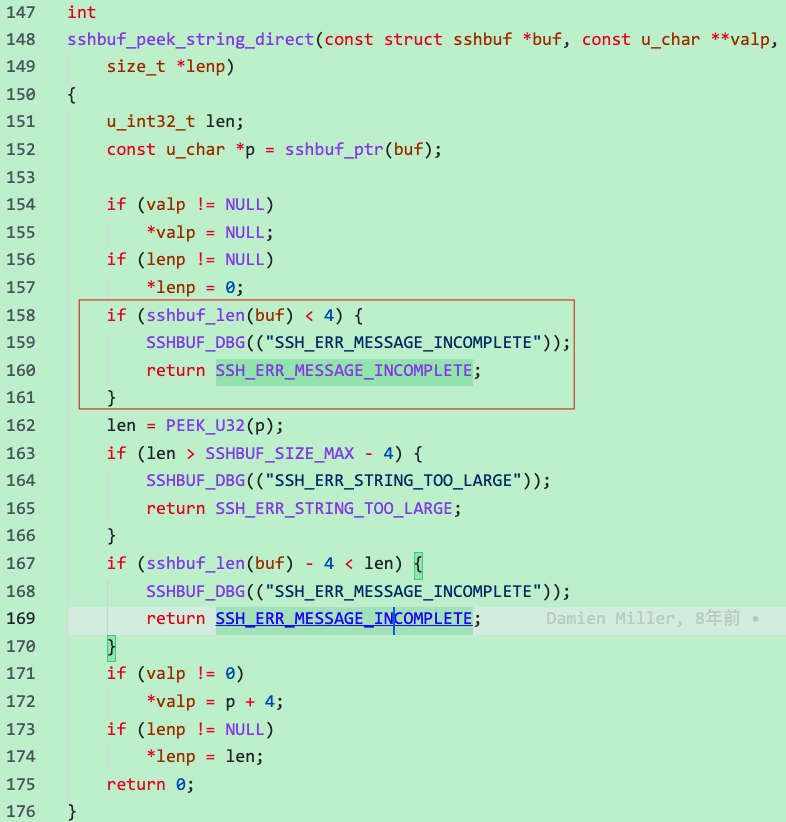 147 int
148 sshbuf_peek_string_direct(const struct sshbuf *buf, const u_char **valp,
149     size_t *lenp)
150 {
151     u_int32_t len;
152     const u_char *p = sshbuf_ptr(buf);
153
154     if (valp != NULL)
155         *valp = NULL;
156     if (lenp != NULL)
157         *lenp = 0;
158     if (sshbuf_len(buf) < 4) {
159         SSHBUF_DBG(("SSH_ERR_MESSAGE_INCOMPLETE"));
160         return SSH_ERR_MESSAGE_INCOMPLETE;
161     }
162     len = PEEK_U32(p);
163     if (len > SSHBUF_SIZE_MAX - 4) {
164         SSHBUF_DBG(("SSH_ERR_STRING_TOO_LARGE"));
165         return SSH_ERR_STRING_TOO_LARGE;
166     }
167     if (sshbuf_len(buf) - 4 < len) {
168         SSHBUF_DBG(("SSH_ERR_MESSAGE_INCOMPLETE"));
169         return SSH_ERR_MESSAGE_INCOMPLETE;     Damien Miller, 8年前 •
170     }
171     if (valp != 0)
172         *valp = p + 4;
173     if (lenp != NULL)
174         *lenp = len;
175     return 0;
176 }